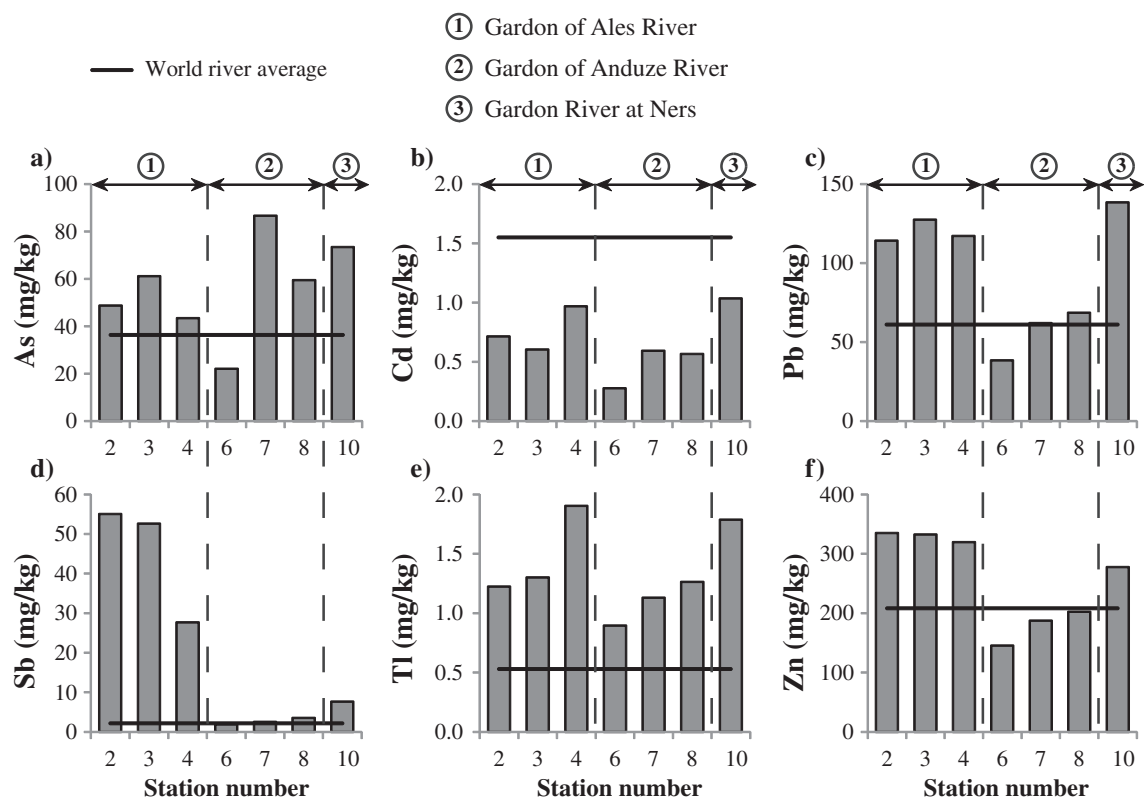 ① Gardon of Ales River
World river average
② Gardon of Anduze River
③ Gardon River at Ners
a) ① ② ③
b) ① ② ③
c) ① ② ③
As (mg/kg)
100
80
60
40
20
0
2 3 4 6 7 8 10
Cd (mg/kg)
2.0
1.5
1.0
0.5
0.0
2 3 4 6 7 8 10
Pb (mg/kg)
150
100
50
0
2 3 4 6 7 8 10
d)
Sb (mg/kg)
60
50
40
30
20
10
0
2 3 4 6 7 8 10
Station number
e)
Tl (mg/kg)
2.0
1.5
1.0
0.5
0.0
2 3 4 6 7 8 10
Station number
f)
Zn (mg/kg)
400
300
200
100
0
2 3 4 6 7 8 10
Station number